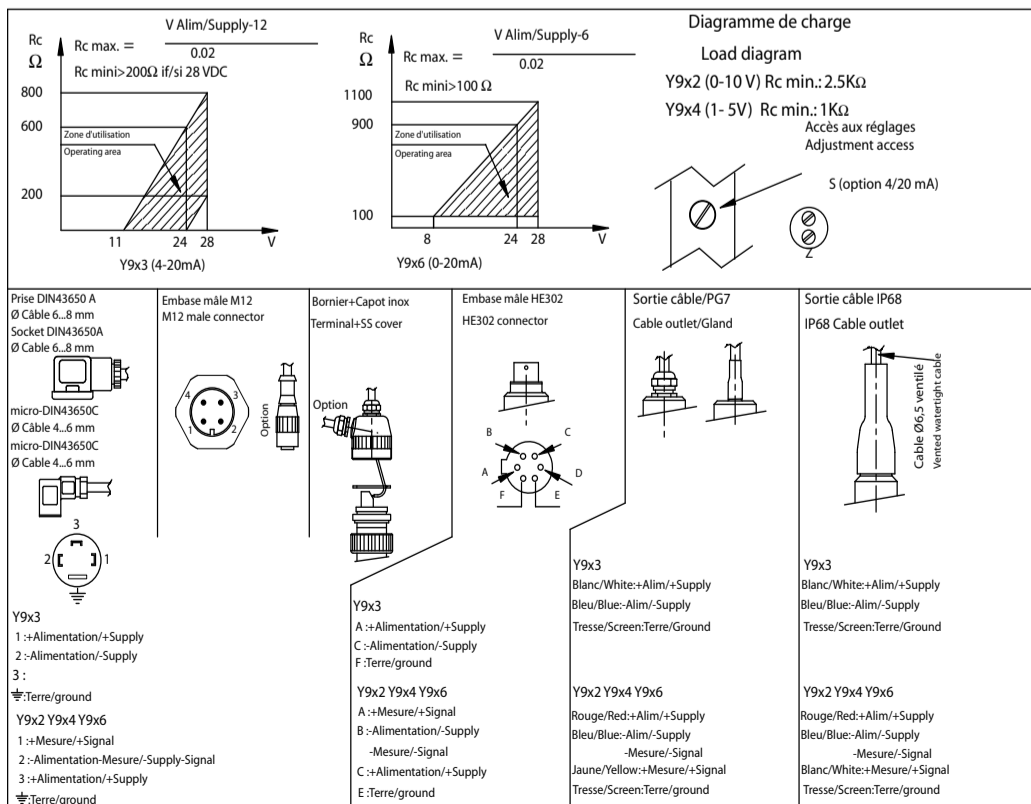 V Alim/Supply-12
Rc
Rc max. =
Ω
0.02
Rc mini>200Ω if/si 28 VDC
800
600
Zone d'utilisation
Operating area
200
11
24
28
V
Y9x3 (4-20mA)
V Alim/Supply-6
Rc
Rc max. =
Ω
0.02
Rc mini>100 Ω
1100
900
Zone d'utilisation
Operating area
100
8
24
28
V
Y9x6 (0-20mA)
Diagramme de charge
Load diagram
Y9x2 (0-10 V) Rc min.: 2.5KΩ
Y9x4 (1- 5V) Rc min.: 1KΩ
Accès aux réglages
Adjustment access
S (option 4/20 mA)
Z
Prise DIN43650 A
Ø Câble 6...8 mm
Socket DIN43650A
Ø Cable 6...8 mm
micro-DIN43650C
Ø Câble 4...6 mm
micro-DIN43650C
Ø Cable 4...6 mm
3
2
1
Embase mâle M12
M12 male connector
4
3
1
2
Option
Bornier+Capot inox
Terminal+SS cover
Option
Embase mâle HE302
HE302 connector
B
C
A
D
F
E
Sortie câble/PG7
Cable outlet/Gland
Sortie câble IP68
IP68 Cable outlet
Cable Ø6,5 ventilé
Vented watertight cable
Y9x3
1 :+Alimentation/+Supply
2 :-Alimentation/-Supply
3 :
⏚:Terre/ground
Y9x2 Y9x4 Y9x6
1 :+Mesure/+Signal
2 :-Alimentation-Mesure/-Supply-Signal
3 :+Alimentation/+Supply
⏚:Terre/ground
Y9x3
A :+Alimentation/+Supply
C :-Alimentation/-Supply
F :Terre/ground
Y9x2 Y9x4 Y9x6
A :+Mesure/+Signal
B :-Alimentation/-Supply
-Mesure/-Signal
C :+Alimentation/+Supply
E :Terre/ground
Y9x3
Blanc/White:+Alim/+Supply
Bleu/Blue:-Alim/-Supply
Tresse/Screen:Terre/Ground
Y9x2 Y9x4 Y9x6
Rouge/Red:+Alim/+Supply
Bleu/Blue:-Alim/-Supply
-Mesure/-Signal
Jaune/Yellow:+Mesure/+Signal
Tresse/Screen:Terre/ground
Y9x3
Blanc/White:+Alim/+Supply
Bleu/Blue:-Alim/-Supply
Tresse/Screen:Terre/Ground
Y9x2 Y9x4 Y9x6
Rouge/Red:+Alim/+Supply
Bleu/Blue:-Alim/-Supply
-Mesure/-Signal
Blanc/White:+Mesure/+Signal
Tresse/Screen:Terre/ground